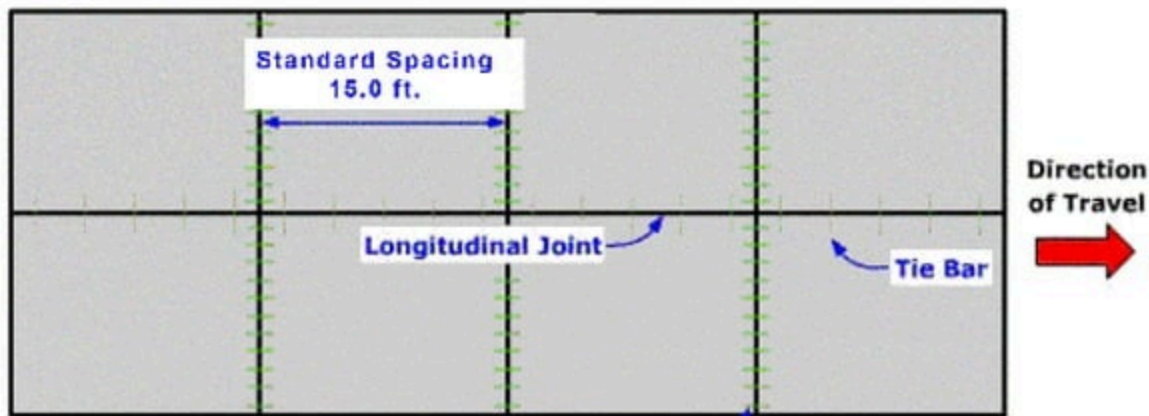 Standard Spacing
15.0 ft.
Direction
of Travel
Longitudinal Joint
Tie Bar